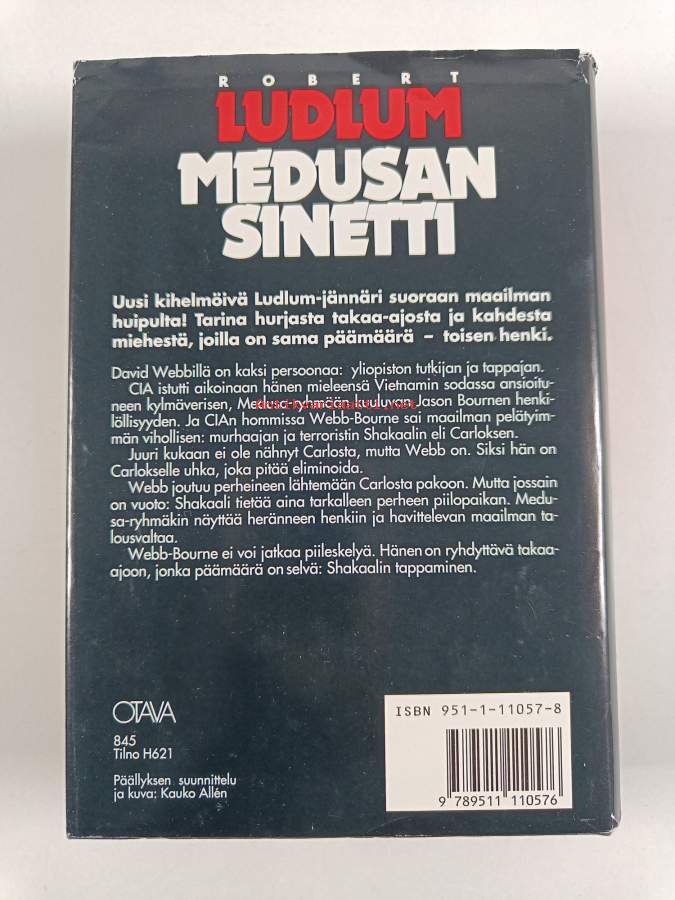 ROBERT
LUDLUM
MEDUSAN
SINETTI
Uusi kihelmöivä Ludlum-jännäri suoraan maailman
huipulta! Tarina hurjasta takaa-ajosta ja kahdesta
miehestä, joilla on sama päämäärä – toisen henki.
David Webbillä on kaksi persoonaa: yliopiston tutkijan ja tappajan.
CIA istutti aikoinaan hänen mieleensä Vietnamin sodassa ansioitu-
neen kylmäverisen, Medusa-ryhmään kuuluvan Jason Bournen henki-
löllisyyden. Ja CIAn hommissa Webb-Bourne sai maailman pelätyim-
män vihollisen: murhaajan ja terroristin Shakaalin eli Carloksen.
Juuri kukaan ei ole nähnyt Carlosta, mutta Webb on. Siksi hän on
Carlokselle uhka, joka pitää eliminoida.
Webb joutuu perheineen lähtemään Carlosta pakoon. Mutta jossain
on vuoto: Shakaali tietää aina tarkalleen perheen piilopaikan. Medu-
sa-ryhmäkin näyttää heränneen henkiin ja havittelevan maailman ta-
lousvaltaa.
Webb-Bourne ei voi jatkaa piileskelyä. Hänen on ryhdyttävä takaa-
ajoon, jonka päämäärä on selvä: Shakaalin tappaminen.
Antikvariaatti.net
OTAVA
845
Tilno H621
Päällyksen suunnittelu
ja kuva: Kauko Allén
ISBN 951-1-11057-8
9 789511 110576